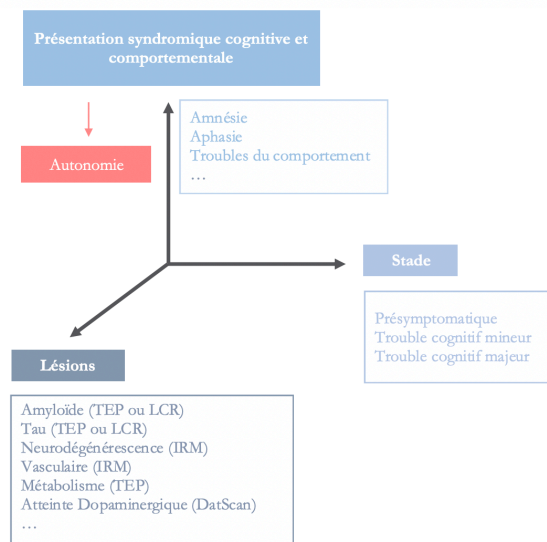 Présentation syndromique cognitive et
comportementale
Amnésie
Aphasie
Troubles du comportement
…
Autonomie
Stade
Présymptomatique
Trouble cognitif mineur
Trouble cognitif majeur
Lésions
Amyloïde (TEP ou LCR)
Tau (TEP ou LCR)
Neurodégénérescence (IRM)
Vasculaire (IRM)
Métabolisme (TEP)
Atteinte Dopaminergique (DatScan)
…